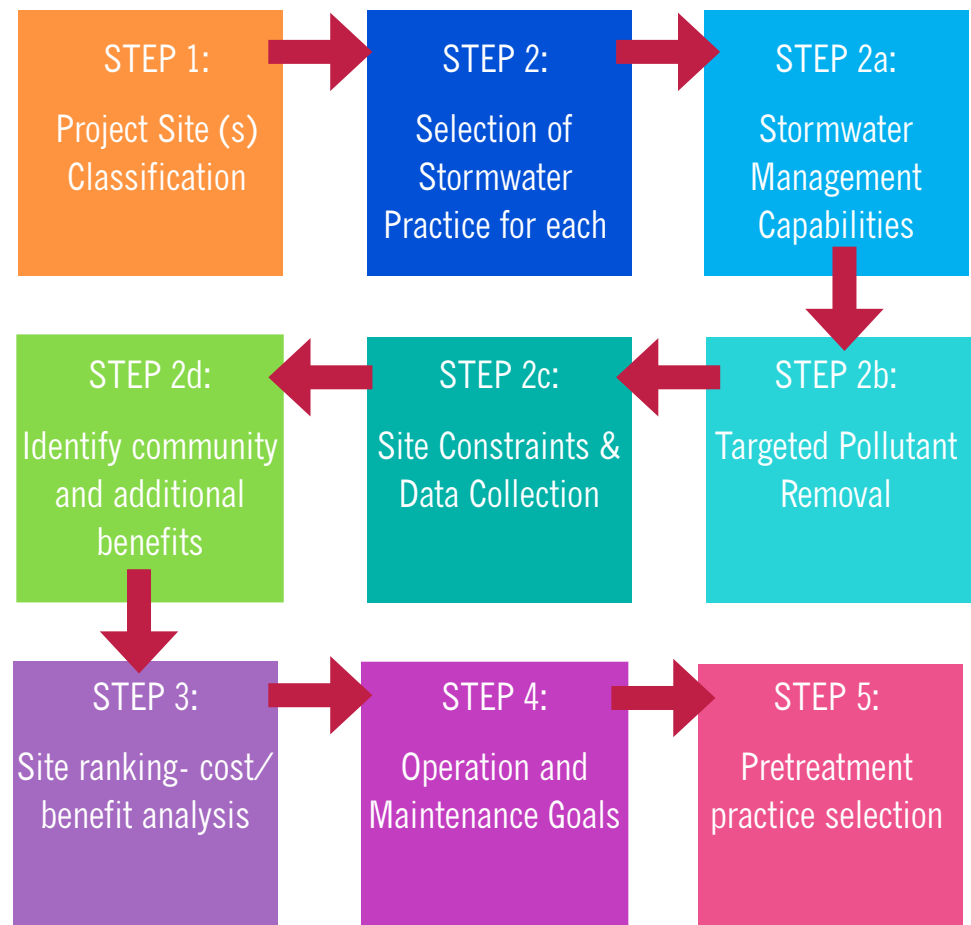 STEP 1:
Project Site (s)
Classification
STEP 2:
Selection of
Stormwater
Practice for each
STEP 2a:
Stormwater
Management
Capabilities
STEP 2b:
Targeted Pollutant
Removal
STEP 2c:
Site Constraints &
Data Collection
STEP 2d:
Identify community
and additional
benefits
STEP 3:
Site ranking- cost/
benefit analysis
STEP 4:
Operation and
Maintenance Goals
STEP 5:
Pretreatment
practice selection